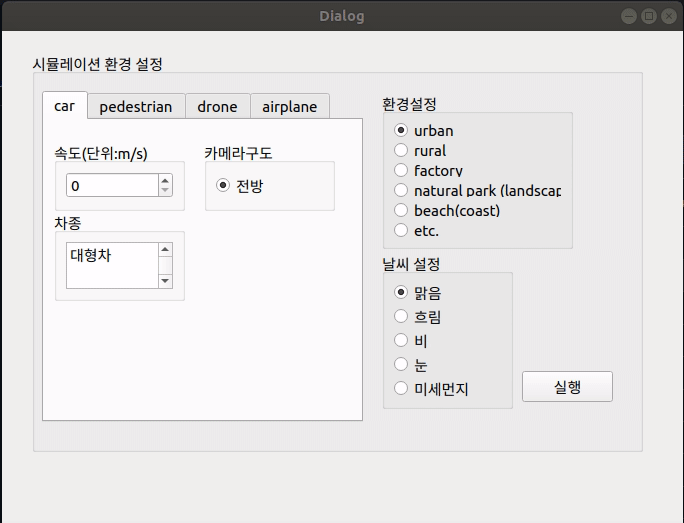 Dialog
시뮬레이션 환경 설정
car pedestrian drone airplane
속도(단위:m/s)
0
카메라구도
전방
차종
대형차
환경설정
urban
rural
factory
natural park (landscap
beach(coast)
etc.
날씨 설정
맑음
흐림
비
눈
미세먼지
실행